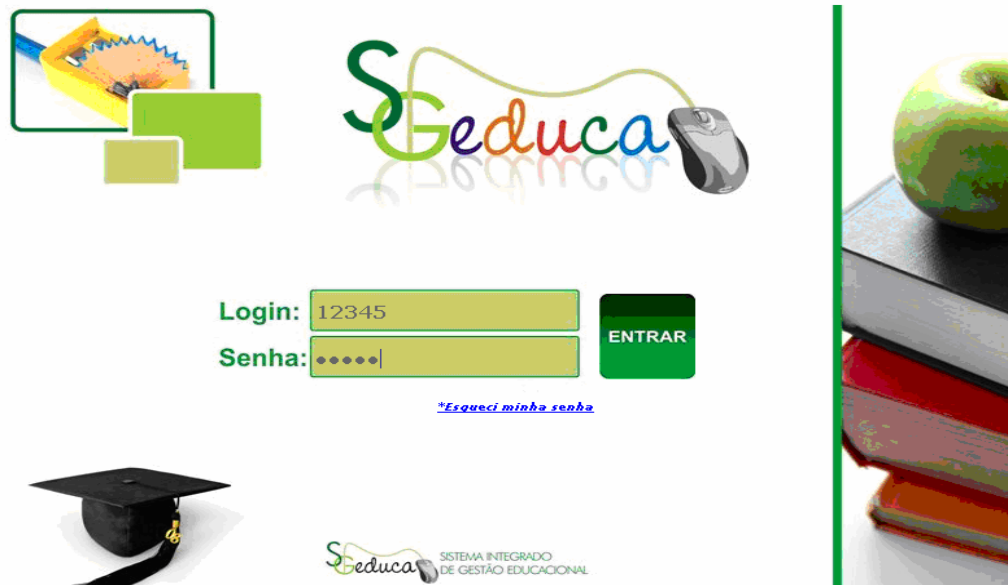 SGeduca
Login: 12345
Senha: •••••
ENTRAR
*Esqueci minha senha
SGeduca SISTEMA INTEGRADO
DE GESTÃO EDUCACIONAL